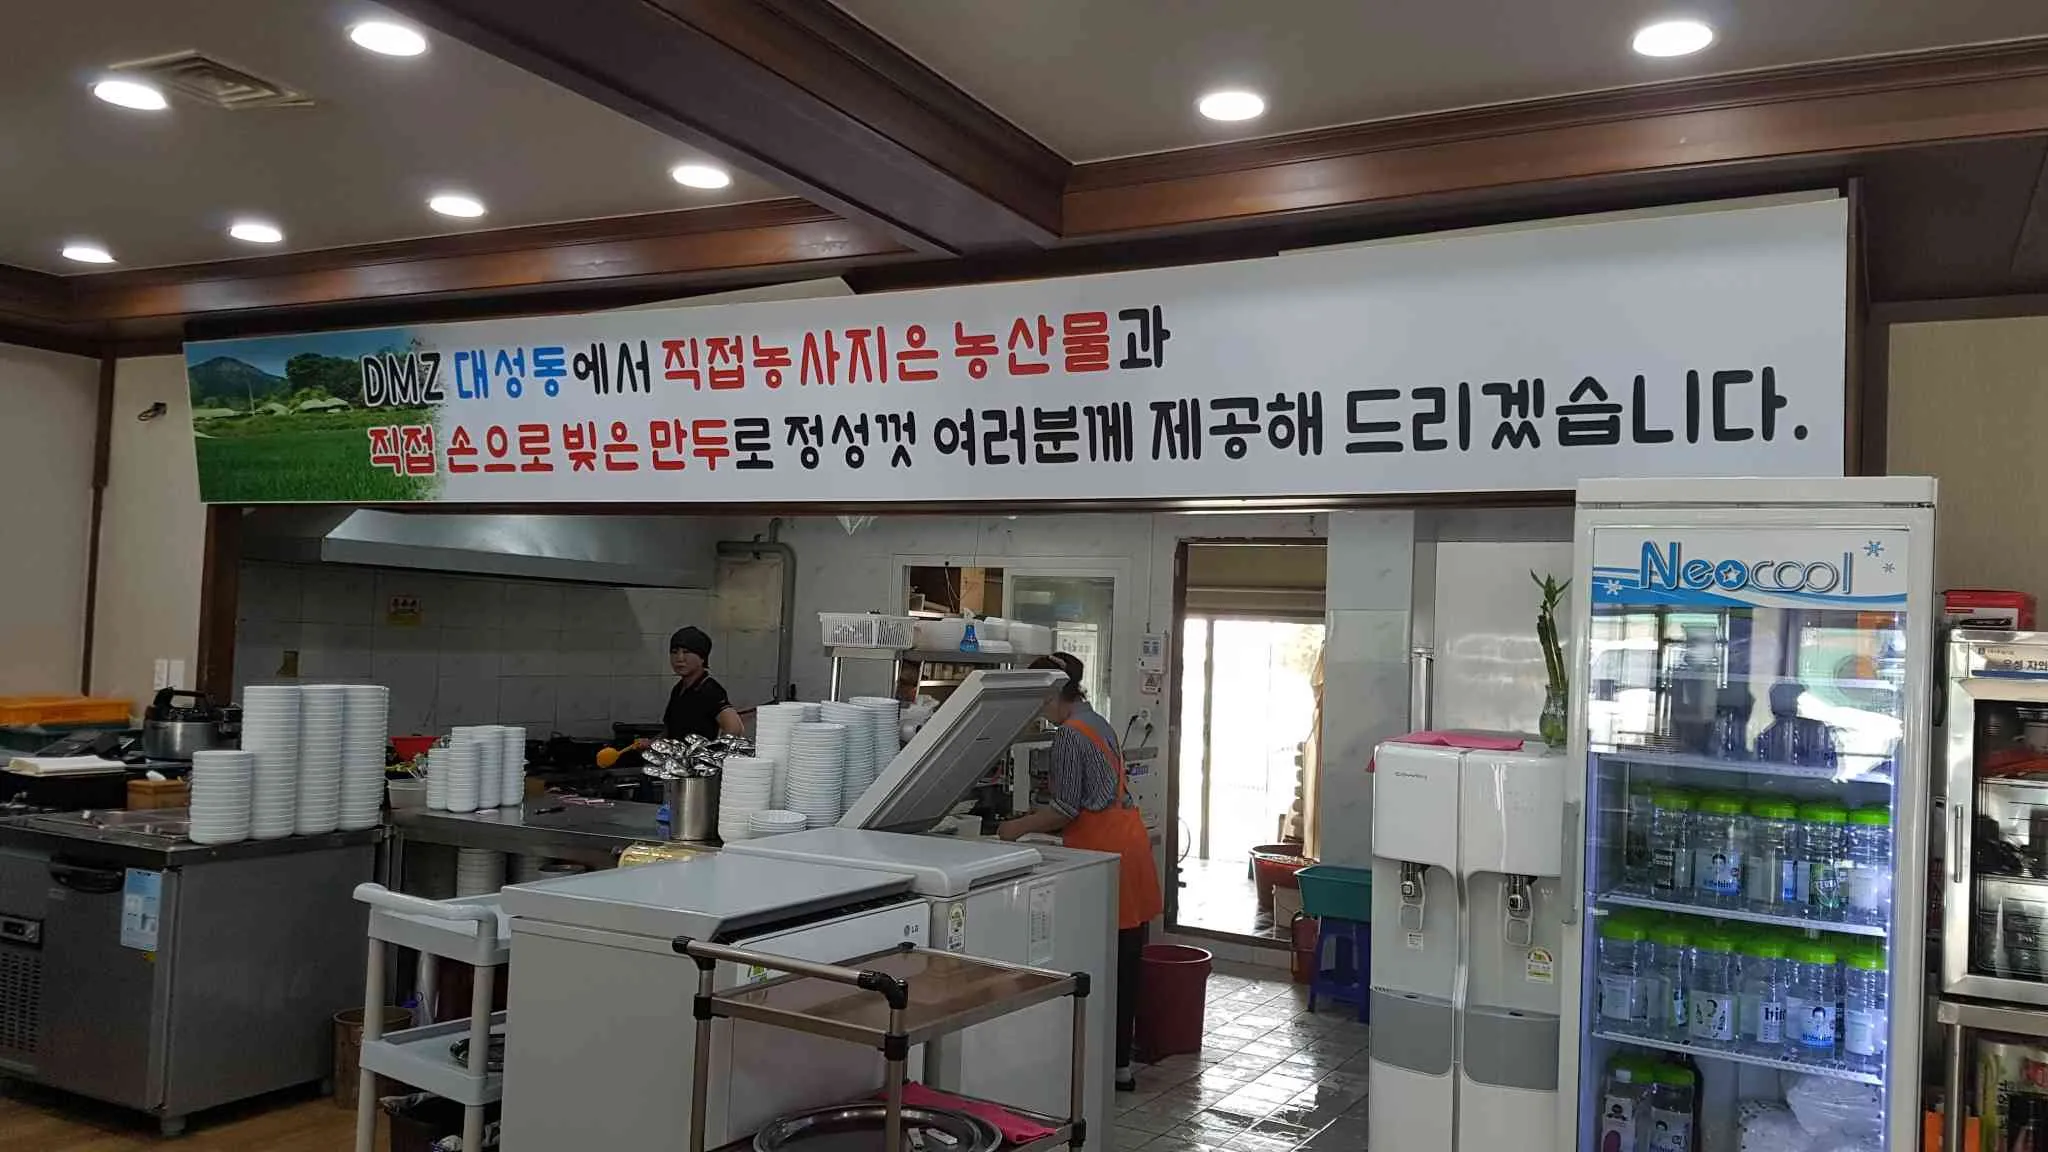 DMZ 대성동에서 직접농사지은 농산물과
직접 손으로 빚은 만두로 정성껏 여러분께 제공해 드리겠습니다.
Neocool
LG